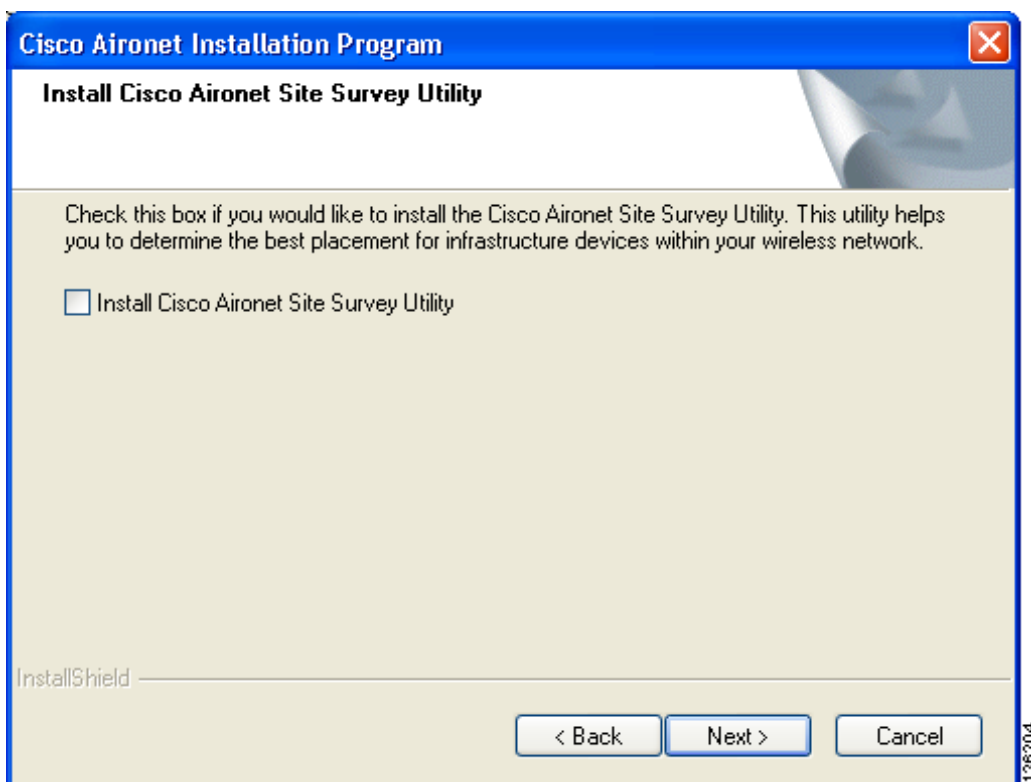 Cisco Aironet Installation Program
Install Cisco Aironet Site Survey Utility
Check this box if you would like to install the Cisco Aironet Site Survey Utility. This utility helps
you to determine the best placement for infrastructure devices within your wireless network.
Install Cisco Aironet Site Survey Utility
InstallShield
< Back
Next >
Cancel